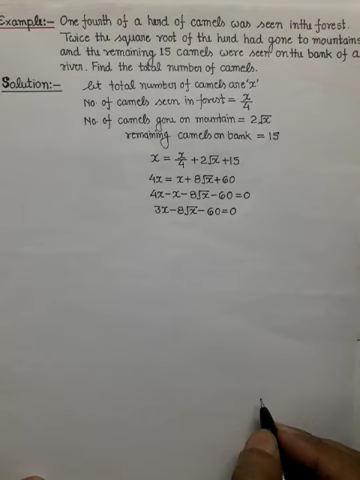 Example:- One fourth of a herd of camels was seen in the forest.
Twice the square root of the herd had gone to mountains
and the remaining 15 camels were seen on the bank of a
river. Find the total number of camels.
Solution:- let total number of camels are 'x'
No. of camels seen in forest = x/4
No. of camels gone on mountain = 2√x
remaining camels on bank = 15
x = x/4 + 2√x + 15
4x = x + 8√x + 60
4x - x - 8√x - 60 = 0
3x - 8√x - 60 = 0